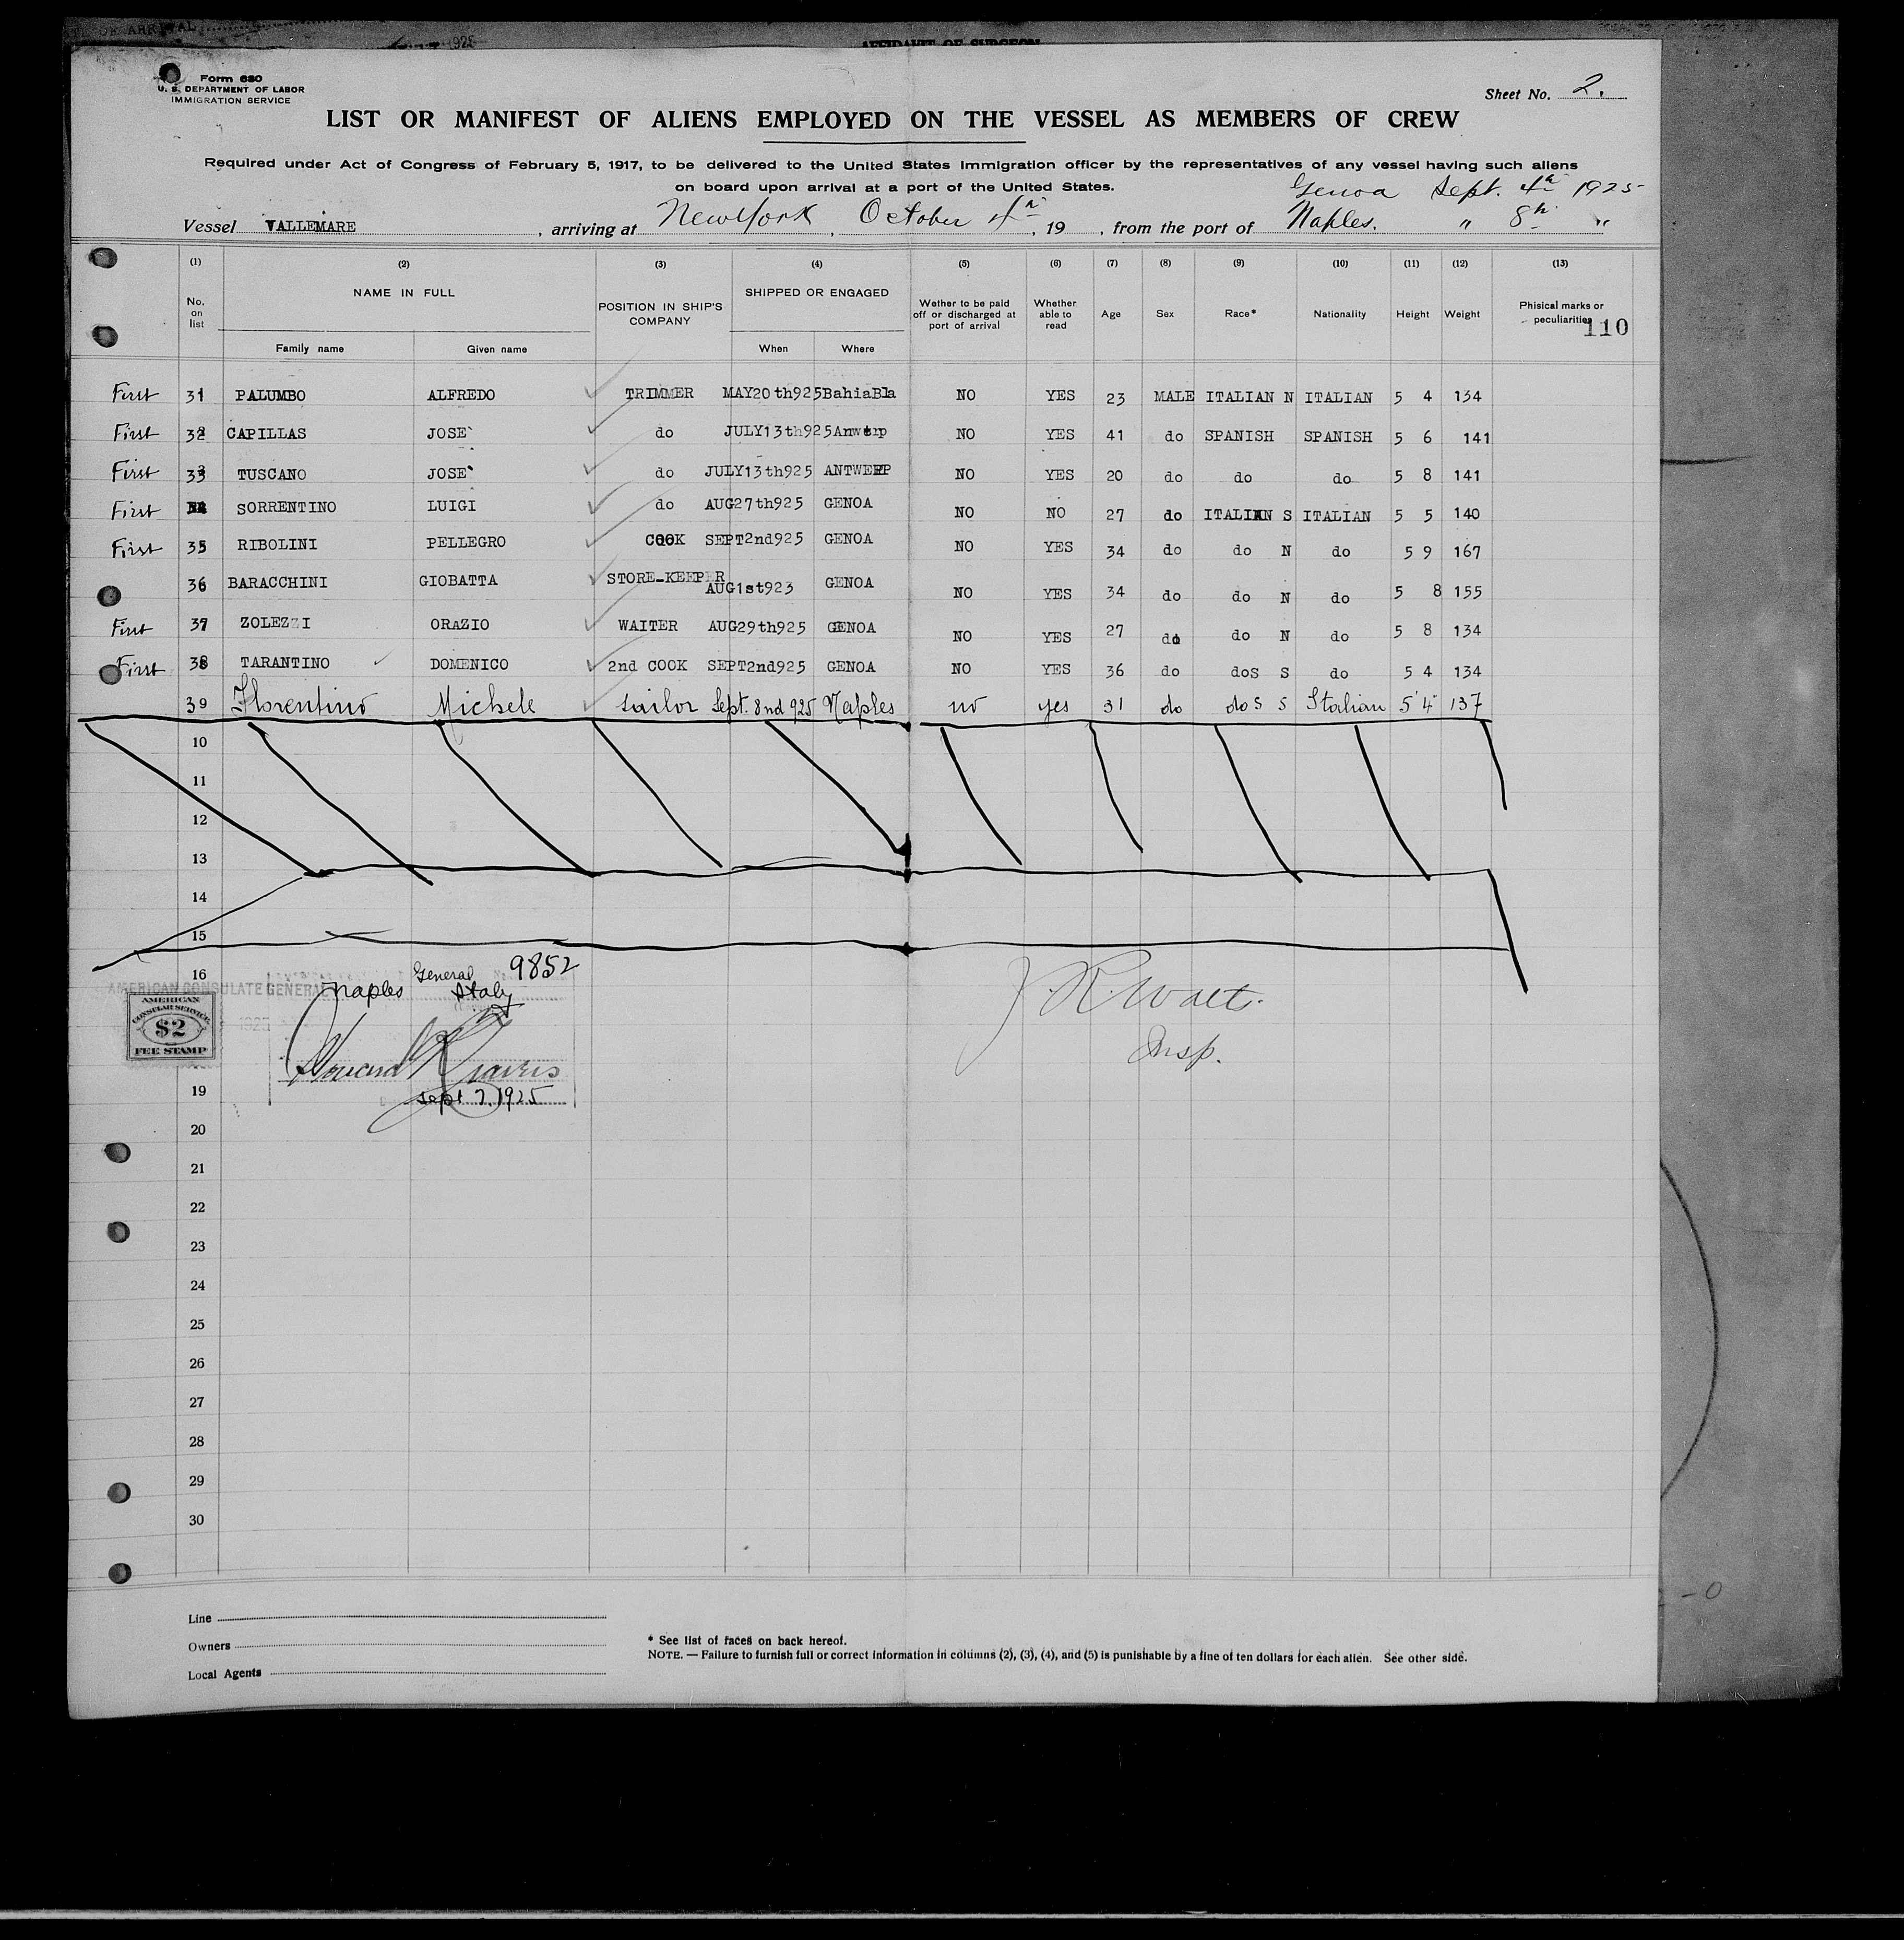 OF ARRIVAL
AFFIDAVIT OF SURGEON
Form 680
U. S. DEPARTMENT OF LABOR
IMMIGRATION SERVICE
Sheet No. 2.
LIST OR MANIFEST OF ALIENS EMPLOYED ON THE VESSEL AS MEMBERS OF CREW
Required under Act of Congress of February 5, 1917, to be delivered to the United States Immigration officer by the representatives of any vessel having such aliens
on board upon arrival at a port of the United States.
Genoa Sept. 4th 1925
Vessel VALLEMARE, arriving at New York, October 4th, 19 , from the port of Naples. " 8th "
(1) (2) (3) (4) (5) (6) (7) (8) (9) (10) (11) (12) (13)
No. on list NAME IN FULL POSITION IN SHIP'S COMPANY SHIPPED OR ENGAGED Wether to be paid off or discharged at port of arrival Whether able to read Age Sex Race* Nationality Height Weight Phisical marks or peculiarities
110
Family name Given name When Where
First 31 PALUMBO ALFREDO TRIMMER MAY20th925 BahiaBla NO YES 23 MALE ITALIAN N ITALIAN 5 4 134
First 32 CAPILLAS JOSE` do JULY13th925 Anwerp NO YES 41 do SPANISH SPANISH 5 6 141
First 33 TUSCANO JOSE` do JULY13th925 ANTWERP NO YES 20 do do do 5 8 141
First SORRENTINO LUIGI do AUG27th925 GENOA NO NO 27 do ITALIAN S ITALIAN 5 5 140
First 35 RIBOLINI PELLEGRO COOK SEPT2nd925 GENOA NO YES 34 do do N do 5 9 167
36 BARACCHINI GIOBATTA STORE-KEEPER AUG1st923 GENOA NO YES 34 do do N do 5 8 155
First 37 ZOLEZZI ORAZIO WAITER AUG29th925 GENOA NO YES 27 do do N do 5 8 134
First 38 TARANTINO DOMENICO 2nd COOK SEPT2nd925 GENOA NO YES 36 do dos S do 5 4 134
39 Florentino Michele sailor Sept. 8nd 925 Naples no yes 31 do do S S Italian 5 4 137
10
11
12
13
14
15
16
General 9852
AMERICAN CONSULATE GENERAL
Naples Italy
AMERICAN
CONSULAR SERVICE
$2
FEE STAMP
J. R. Watt.
Insp.
19
Sept 7, 1925
20
21
22
23
24
25
26
27
28
29
30
Line
Owners
Local Agents
* See list of races on back hereof.
NOTE. — Failure to furnish full or correct information in columns (2), (3), (4), and (5) is punishable by a fine of ten dollars for each alien. See other side.